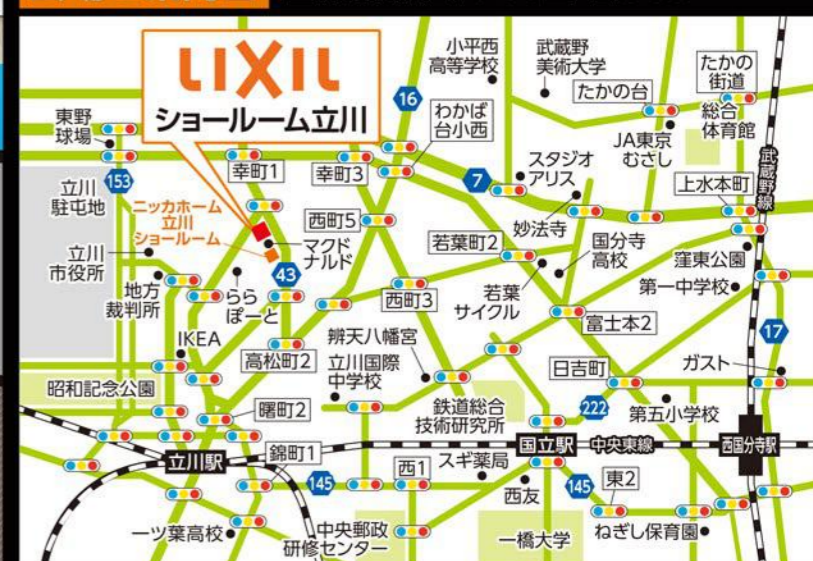 LIXIL
ショールーム立川
小平西
高等学校
武蔵野
美術大学
たかの
街道
たかの台
総合
体育館
JA東京
むさし
東野
球場
16
わかば
台小西
153
幸町1
幸町3
7
スタジオ
アリス
上水本町
武蔵野線
立川
駐屯地
ニッカホーム
立川
ショールーム
西町5
妙法寺
マクド
ナルド
若葉町2
国分寺
高校
窪東公園
立川
市役所
43
地方
裁判所
らら
ぽーと
西町3
若葉
サイクル
第一中学校
富士本2
17
IKEA
高松町2
辨天八幡宮
立川国際
中学校
日吉町
ガスト
昭和記念公園
曙町2
鉄道総合
技術研究所
222
第五小学校
立川駅
国立駅
中央東線
西国分寺駅
錦町1
145
西1
スギ薬局
西友
145
東2
一ツ葉高校
中央郵政
研修センター
一橋大学
ねぎし保育園